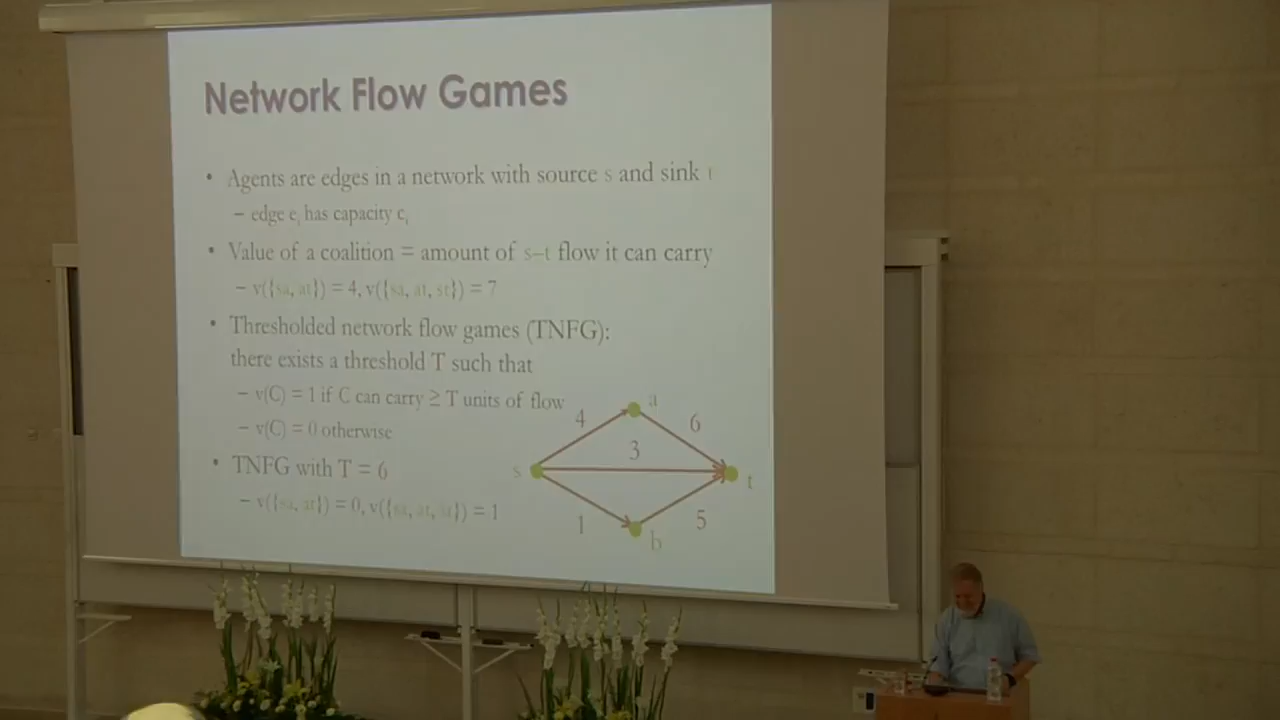 Network Flow Games
• Agents are edges in a network with source s and sink t
– edge eᵢ has capacity cᵢ
• Value of a coalition = amount of s–t flow it can carry
– v({sa, at}) = 4, v({sa, at, st}) = 7
• Thresholded network flow games (TNFG):
there exists a threshold T such that
– v(C) = 1 if C can carry ≥ T units of flow
– v(C) = 0 otherwise
• TNFG with T = 6
– v({sa, at}) = 0, v({sa, at, st}) = 1
a
4
6
3
s
t
1
5
b